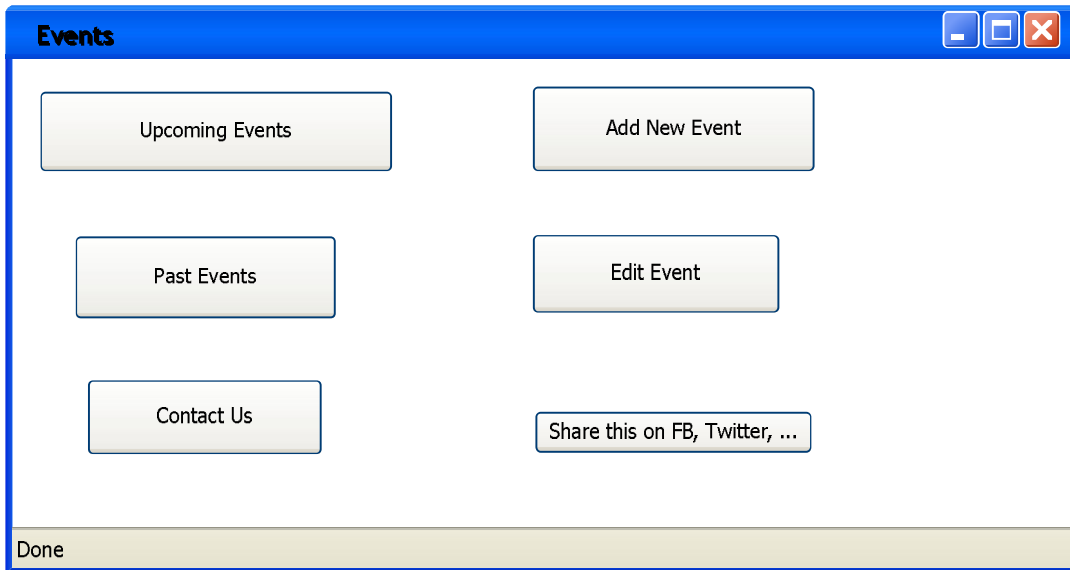 Events
Upcoming Events
Add New Event
Past Events
Edit Event
Contact Us
Share this on FB, Twitter, ...
Done